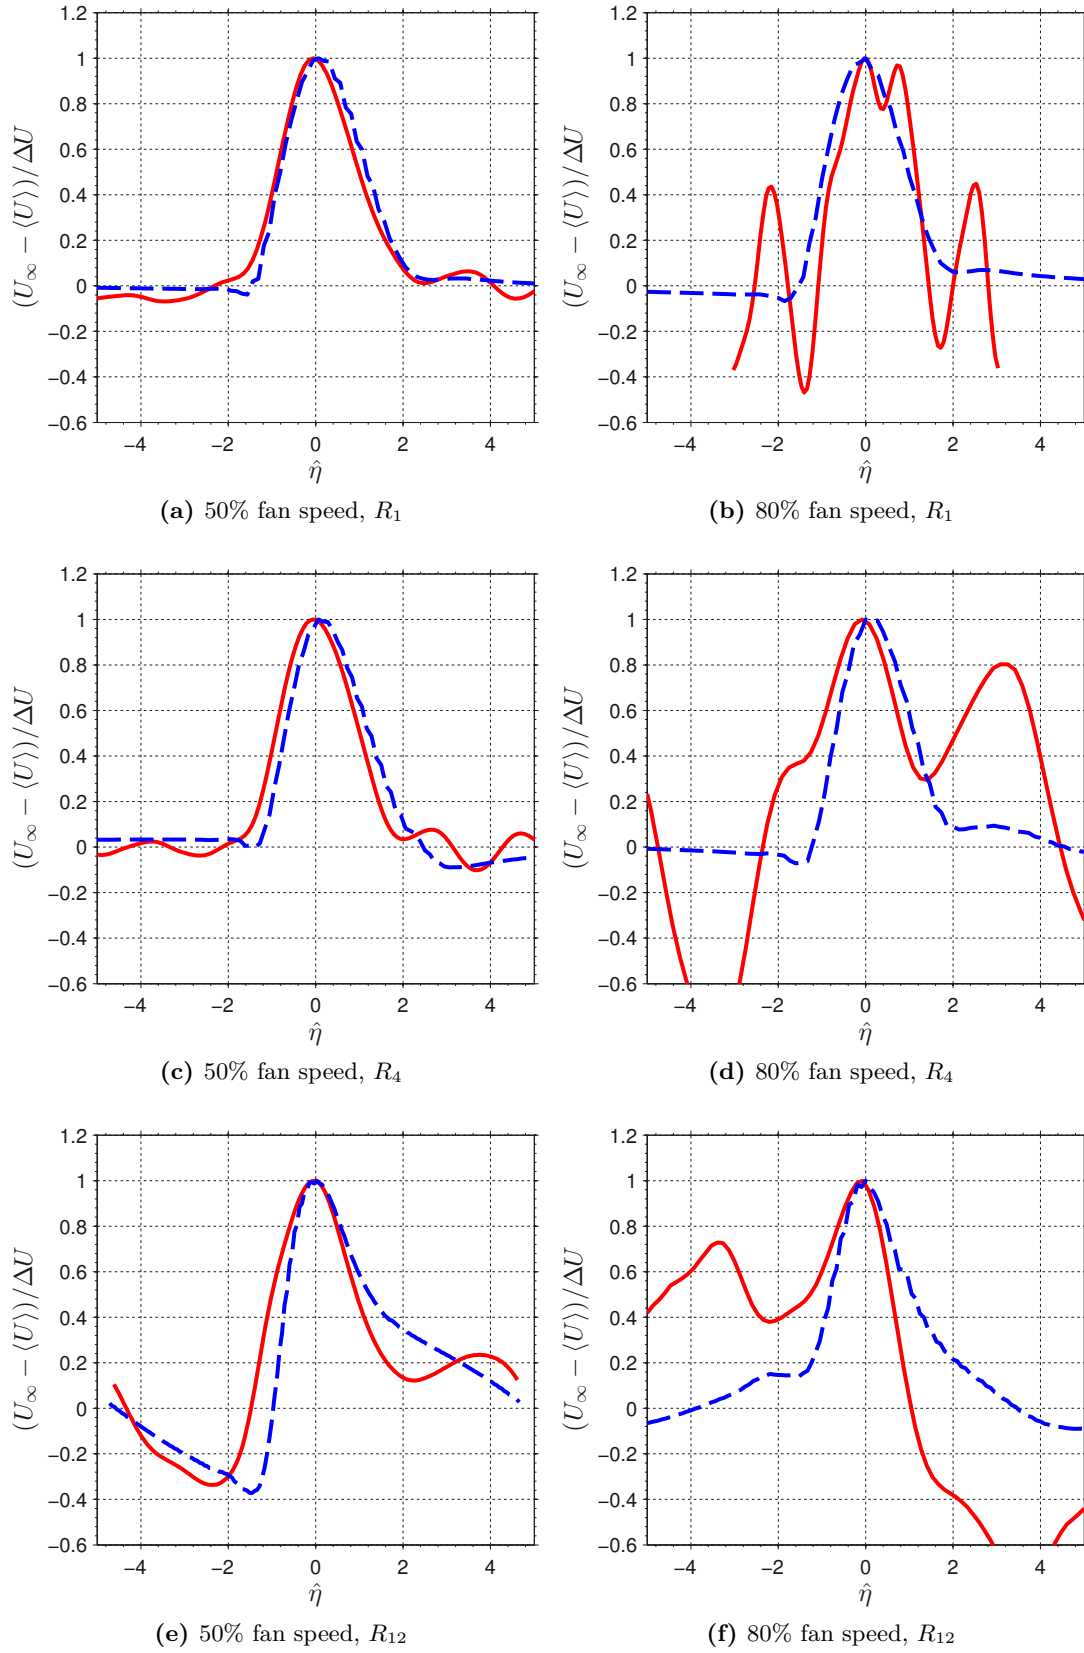 1.2
1
0.8
0.6
0.4
0.2
0
−0.2
−0.4
−0.6
−4 −2 0 2 4
(U∞ − ⟨U⟩)/ΔU
η̂
(a) 50% fan speed, R₁
1.2
1
0.8
0.6
0.4
0.2
0
−0.2
−0.4
−0.6
−4 −2 0 2 4
(U∞ − ⟨U⟩)/ΔU
η̂
(b) 80% fan speed, R₁
1.2
1
0.8
0.6
0.4
0.2
0
−0.2
−0.4
−0.6
−4 −2 0 2 4
(U∞ − ⟨U⟩)/ΔU
η̂
(c) 50% fan speed, R₄
1.2
1
0.8
0.6
0.4
0.2
0
−0.2
−0.4
−0.6
−4 −2 0 2 4
(U∞ − ⟨U⟩)/ΔU
η̂
(d) 80% fan speed, R₄
1.2
1
0.8
0.6
0.4
0.2
0
−0.2
−0.4
−0.6
−4 −2 0 2 4
(U∞ − ⟨U⟩)/ΔU
η̂
(e) 50% fan speed, R₁₂
1.2
1
0.8
0.6
0.4
0.2
0
−0.2
−0.4
−0.6
−4 −2 0 2 4
(U∞ − ⟨U⟩)/ΔU
η̂
(f) 80% fan speed, R₁₂